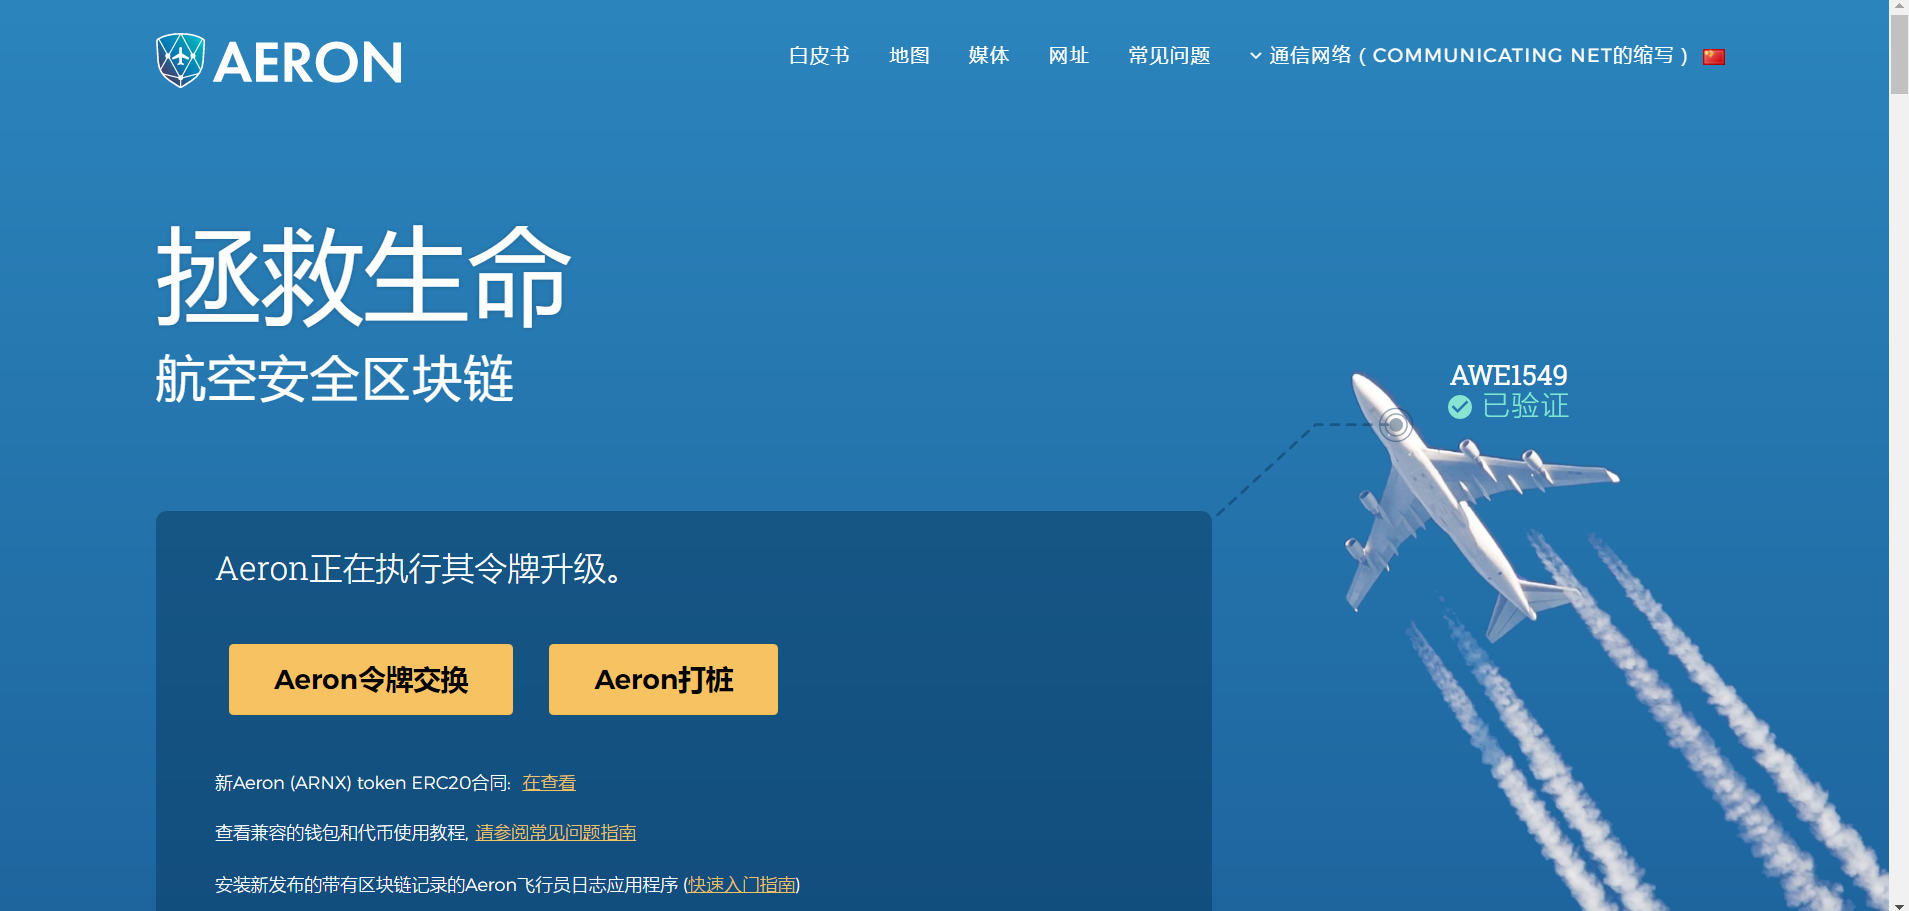 AERON
白皮书 地图 媒体 网址 常见问题 通信网络 ( COMMUNICATING NET的缩写 )
拯救生命
航空安全区块链
AWE1549
已验证
Aeron正在执行其令牌升级。
Aeron令牌交换 Aeron打桩
新Aeron (ARNX) token ERC20合同: 在查看
查看兼容的钱包和代币使用教程, 请参阅常见问题指南
安装新发布的带有区块链记录的Aeron飞行员日志应用程序 (快速入门指南)